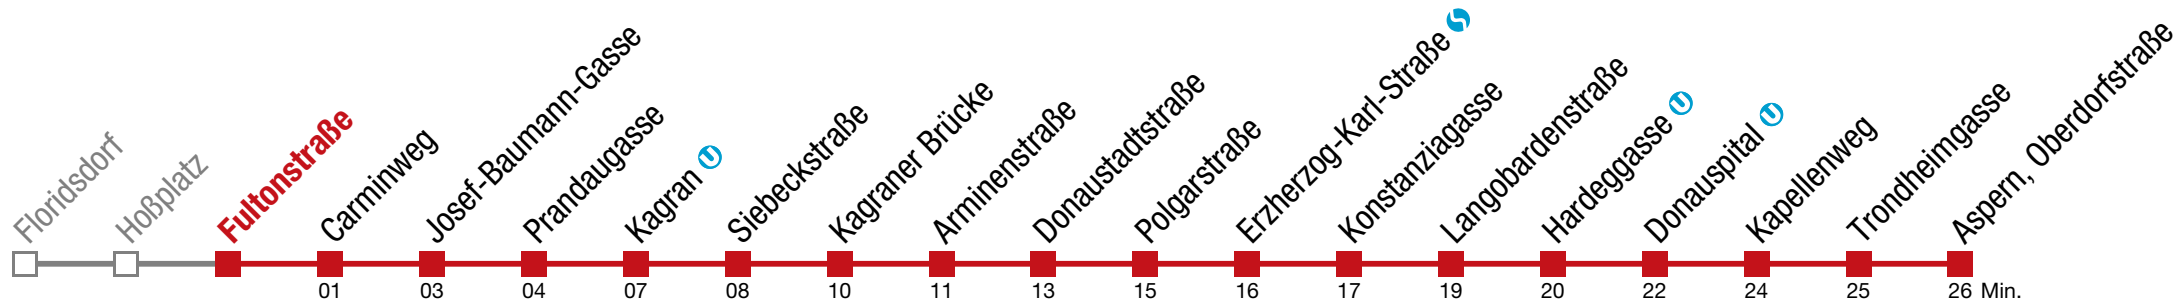 Floridsdorf
Hoßplatz
Fultonstraße
Carminweg
Josef-Baumann-Gasse
Prandaugasse
Kagran U
Siebeckstraße
Kagraner Brücke
Arminenstraße
Donaustadtstraße
Polgarstraße
Erzherzog-Karl-Straße S
Konstanziagasse
Langobardenstraße
Hardeggasse U
Donauspital U
Kapellenweg
Trondheimgasse
Aspern, Oberdorfstraße
01 03 04 07 08 10 11 13 15 16 17 19 20 22 24 25 26 Min.